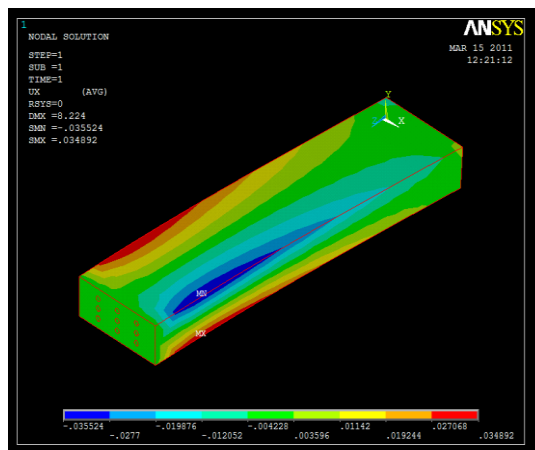 1
NODAL SOLUTION
ANSYS
MAR 15 2011
12:21:12
STEP=1
SUB =1
TIME=1
UX (AVG)
RSYS=0
DMX =8.224
SMN =-.035524
SMX =.034892
Y
Z X
MN
MX
-.035524 -.019876 -.004228 .01142 .027068
-.0277 -.012052 .003596 .019244 .034892